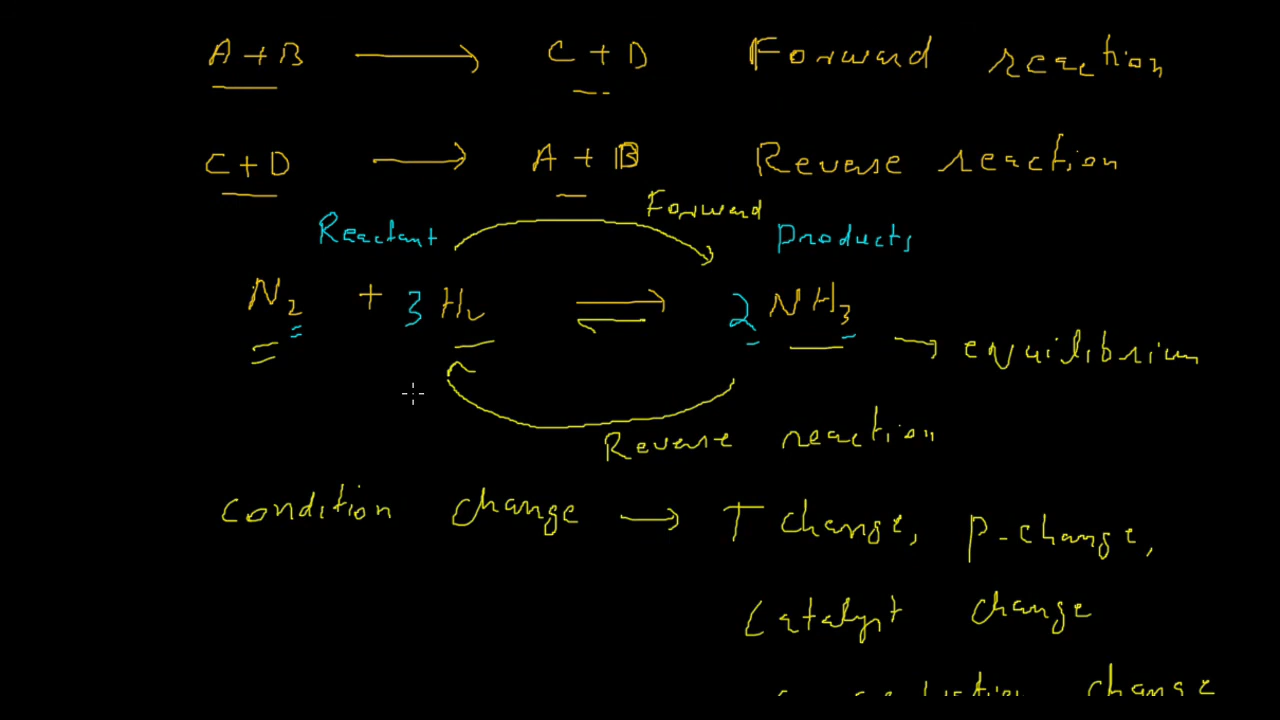 A + B → C + D Forward reaction
C + D → A + B Reverse reaction
Forward
Reactant Products
N2 + 3 H2 ⇌ 2 NH3
→ equilibrium
Reverse reaction
condition change → T change, P-change,
Catalyst change
change